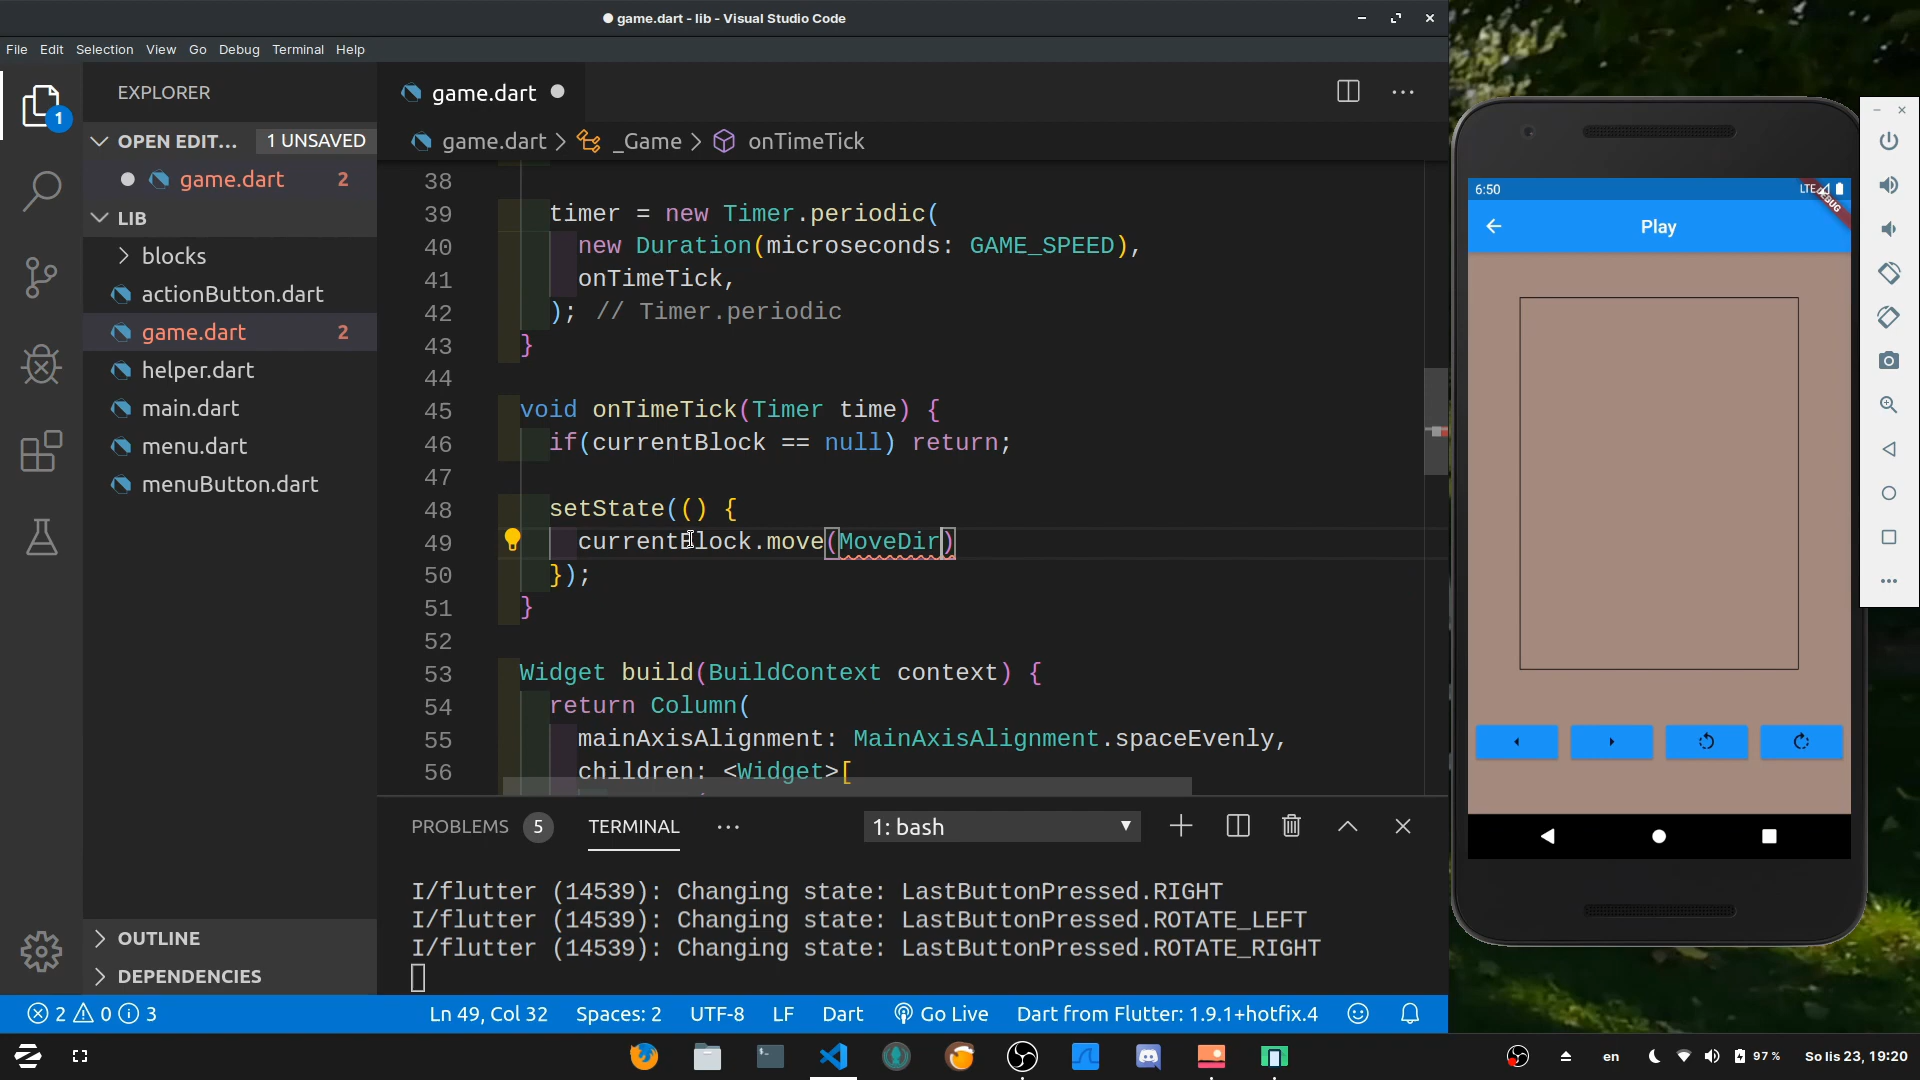 game.dart - lib - Visual Studio Code
File Edit Selection View Go Debug Terminal Help
EXPLORER
OPEN EDIT... 1 UNSAVED
game.dart 2
LIB
blocks
actionButton.dart
game.dart 2
helper.dart
main.dart
menu.dart
menuButton.dart
OUTLINE
DEPENDENCIES
1
game.dart
game.dart > _Game > onTimeTick
38
39 timer = new Timer.periodic(
40 new Duration(microseconds: GAME_SPEED),
41 onTimeTick,
42 ); // Timer.periodic
43 }
44
45 void onTimeTick(Timer time) {
46 if(currentBlock == null) return;
47
48 setState(() {
49 currentBlock.move(MoveDir)
50 });
51 }
52
53 Widget build(BuildContext context) {
54 return Column(
55 mainAxisAlignment: MainAxisAlignment.spaceEvenly,
56 children: <Widget>[
PROBLEMS 5 TERMINAL ... 1: bash
I/flutter (14539): Changing state: LastButtonPressed.RIGHT
I/flutter (14539): Changing state: LastButtonPressed.ROTATE_LEFT
I/flutter (14539): Changing state: LastButtonPressed.ROTATE_RIGHT
2 0 3 Ln 49, Col 32 Spaces: 2 UTF-8 LF Dart Go Live Dart from Flutter: 1.9.1+hotfix.4
6:50 LTE
Play
en 97 % So lis 23, 19:20